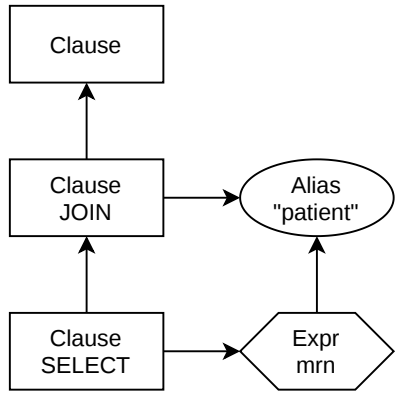 Clause
Clause
JOIN
Alias
"patient"
Clause
SELECT
Expr
mrn